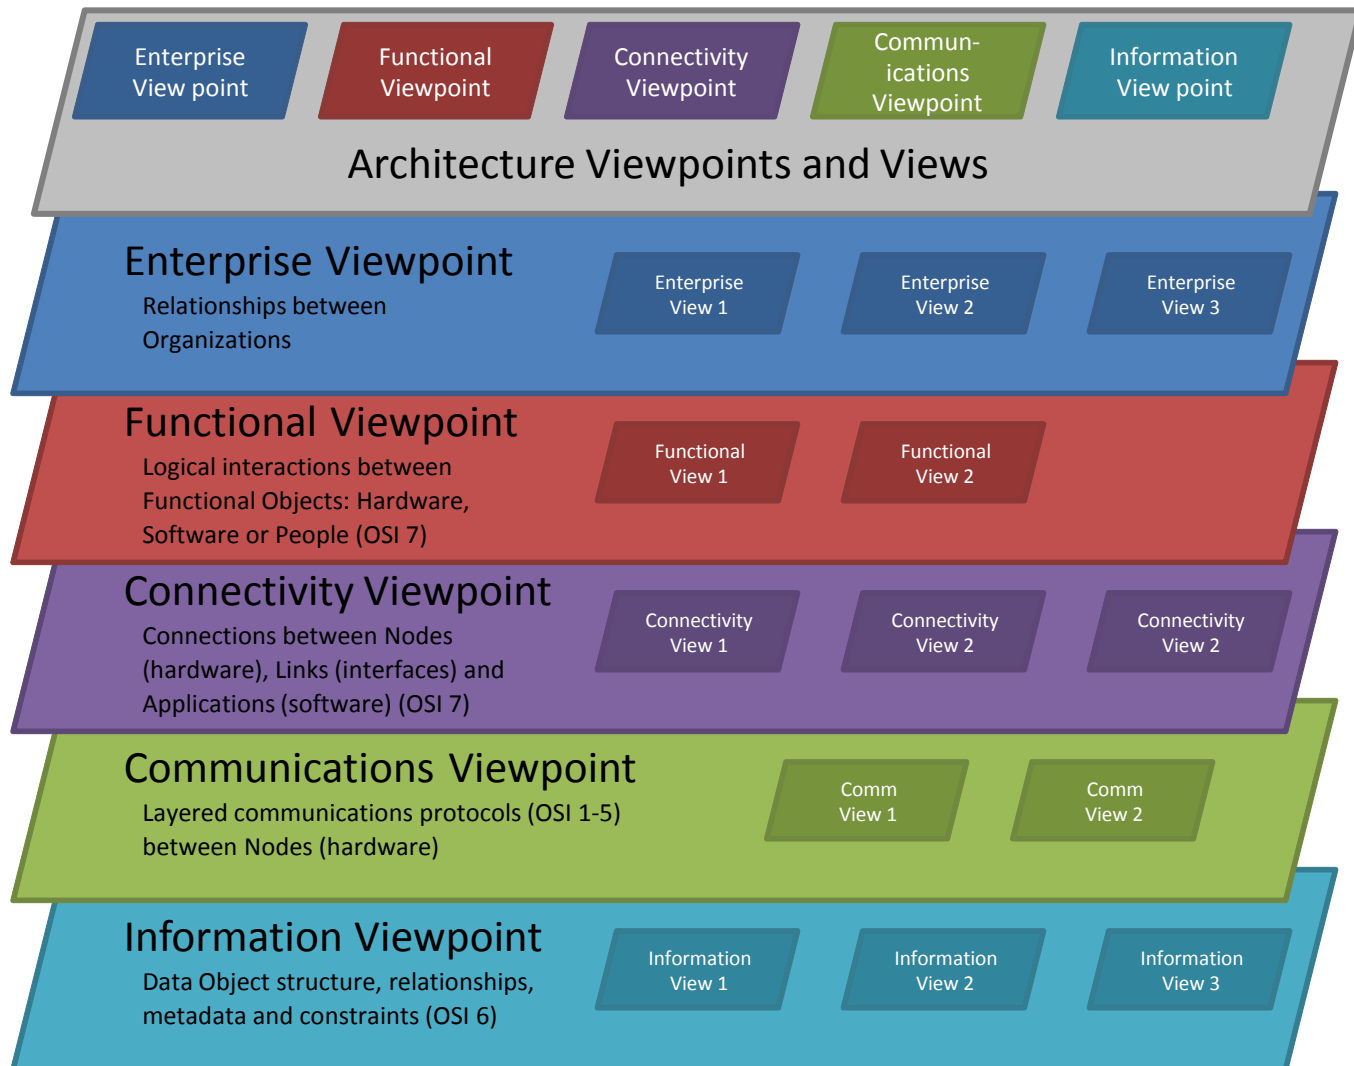 Enterprise
View point
Functional
Viewpoint
Connectivity
Viewpoint
Commun-
ications
Viewpoint
Information
View point
Architecture Viewpoints and Views
Enterprise Viewpoint
Relationships between
Organizations
Enterprise
View 1
Enterprise
View 2
Enterprise
View 3
Functional Viewpoint
Logical interactions between
Functional Objects: Hardware,
Software or People (OSI 7)
Functional
View 1
Functional
View 2
Connectivity Viewpoint
Connections between Nodes
(hardware), Links (interfaces) and
Applications (software) (OSI 7)
Connectivity
View 1
Connectivity
View 2
Connectivity
View 2
Communications Viewpoint
Layered communications protocols (OSI 1-5)
between Nodes (hardware)
Comm
View 1
Comm
View 2
Information Viewpoint
Data Object structure, relationships,
metadata and constraints (OSI 6)
Information
View 1
Information
View 2
Information
View 3